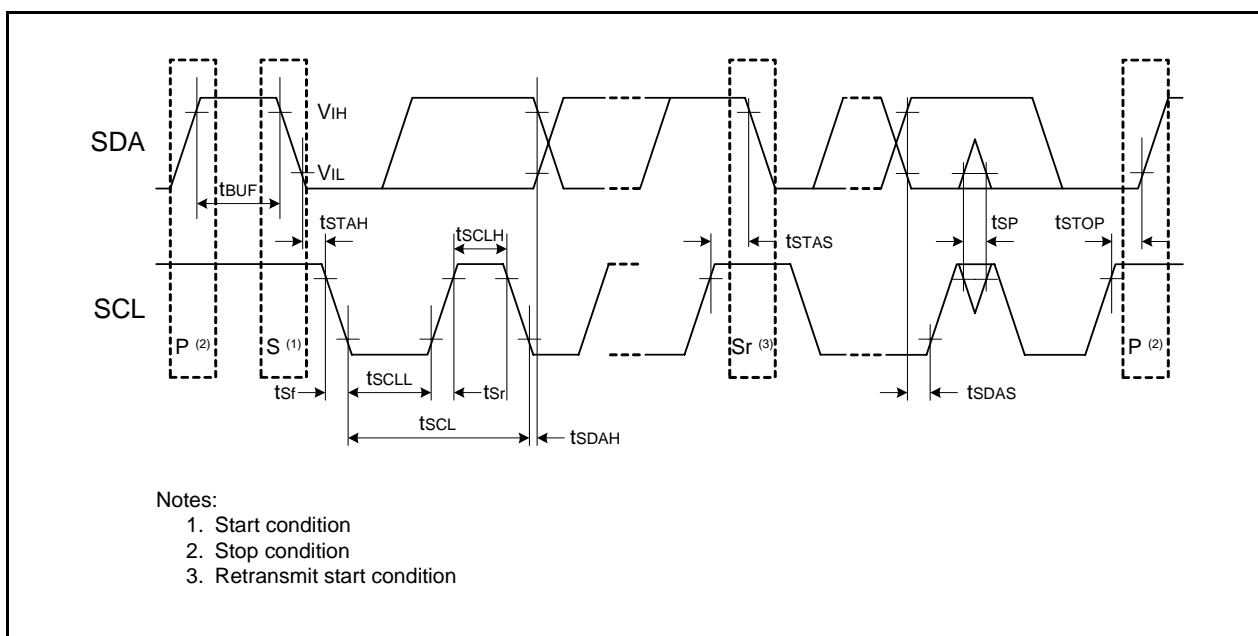 SDA
VIH
VIL
tBUF
tSTAH
tSCLH
tSTAS
tSP
tSTOP
SCL
P (2)
S (1)
Sr (3)
P (2)
tSf
tSCLL
tSr
tSDAS
tSCL
tSDAH
Notes:
1. Start condition
2. Stop condition
3. Retransmit start condition